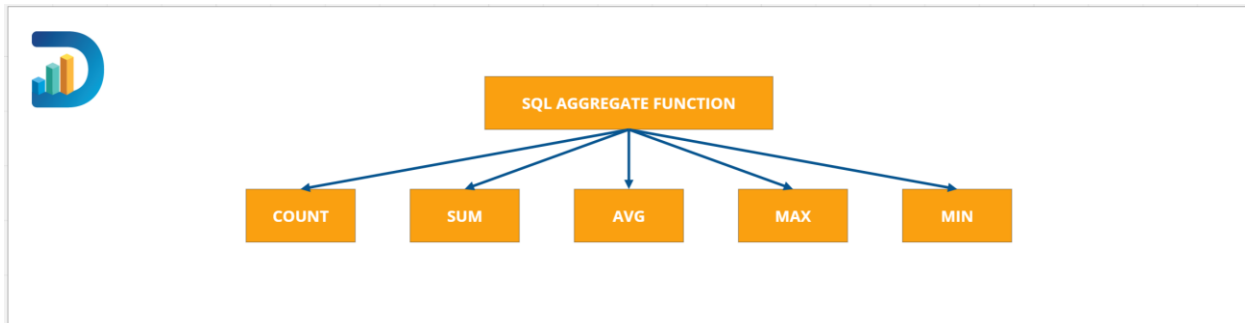 SQL AGGREGATE FUNCTION
COUNT
SUM
AVG
MAX
MIN